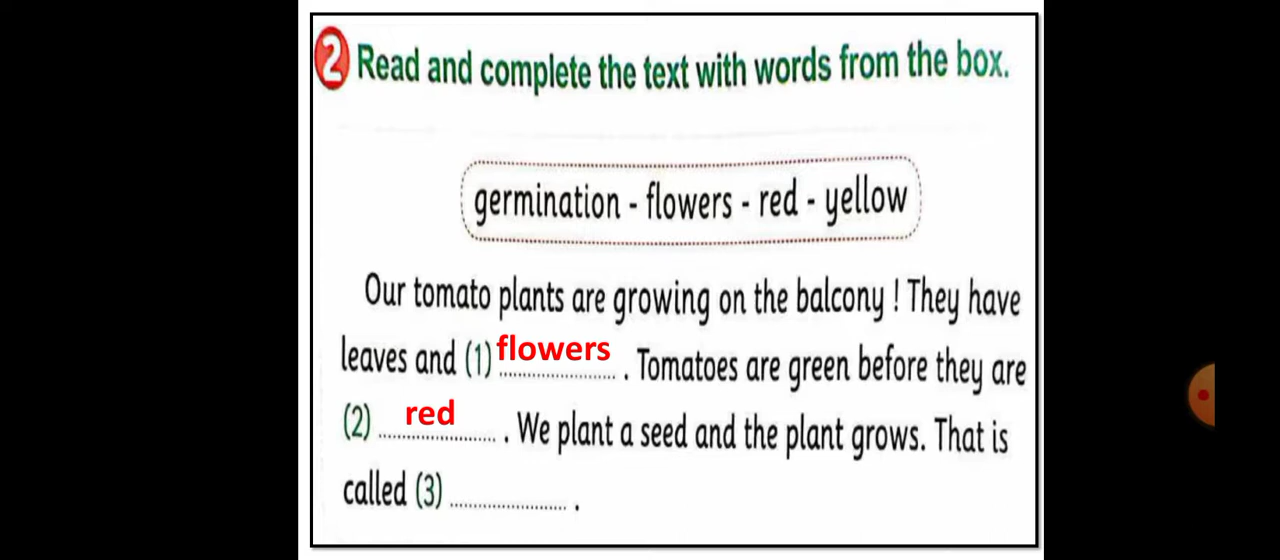 2 Read and complete the text with words from the box.
germination - flowers - red - yellow
Our tomato plants are growing on the balcony ! They have
leaves and (1) flowers . Tomatoes are green before they are
(2) red . We plant a seed and the plant grows. That is
called (3) .................... .